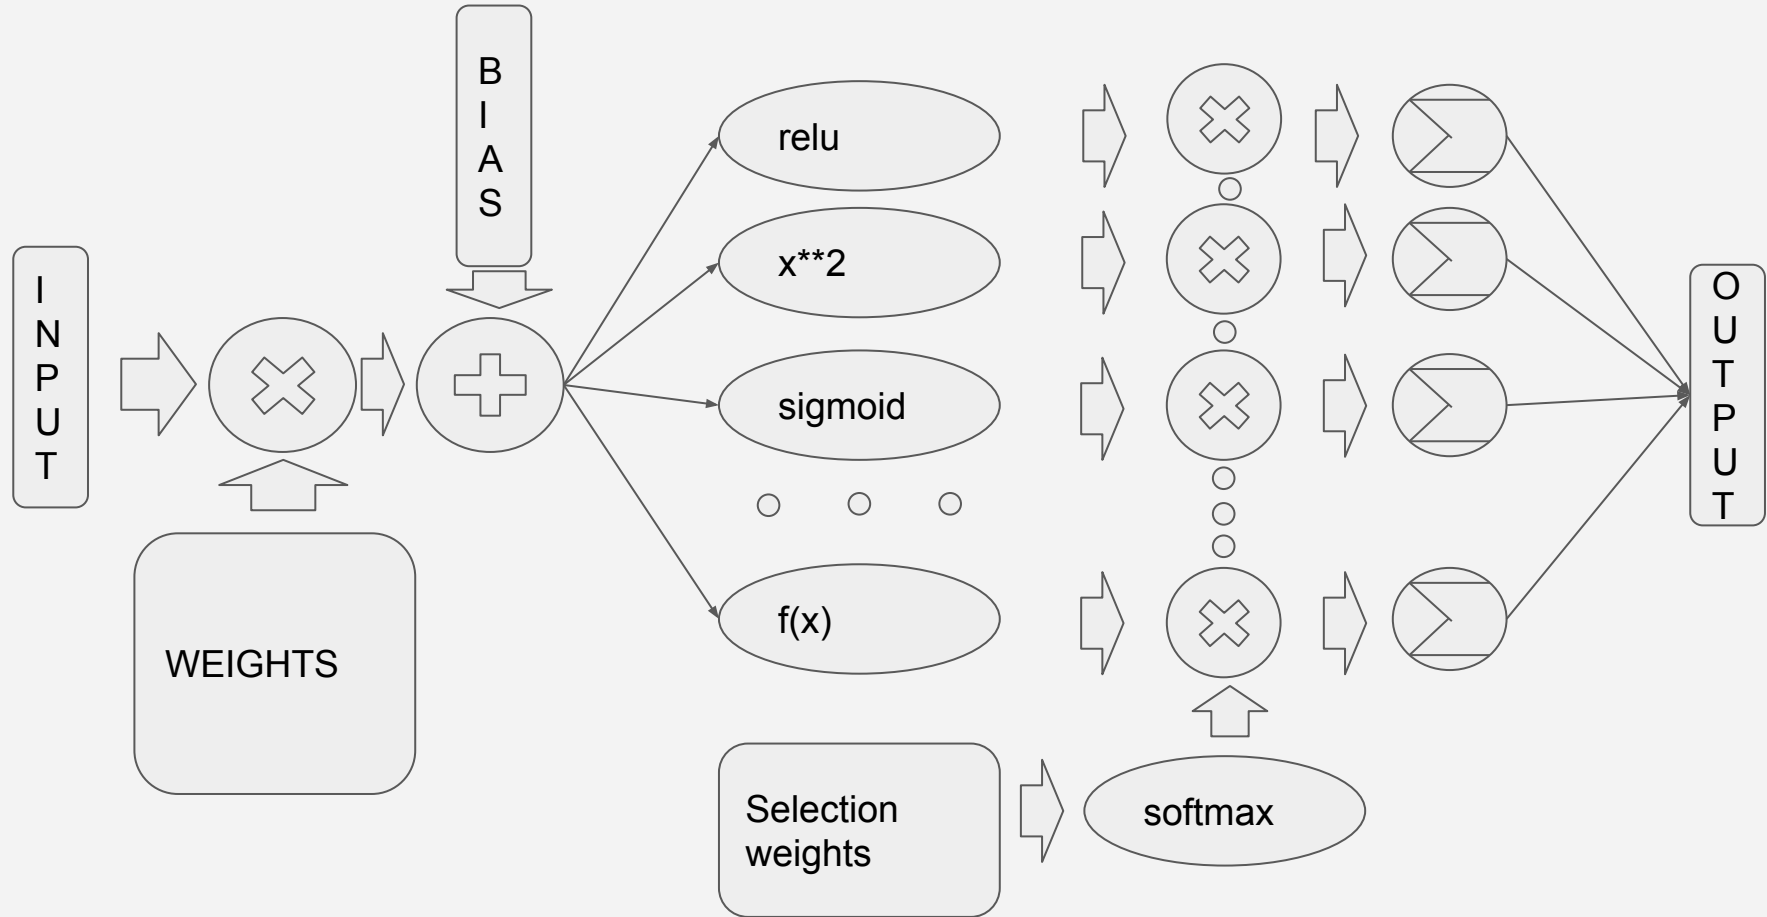 INPUT
WEIGHTS
BIAS
relu
x**2
sigmoid
f(x)
Selection
weights
softmax
OUTPUT